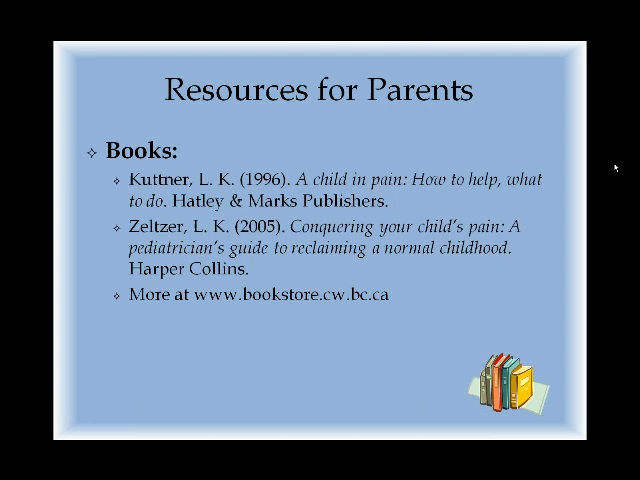 Resources for Parents
Books:
Kuttner, L. K. (1996). A child in pain: How to help, what
to do. Hatley & Marks Publishers.
Zeltzer, L. K. (2005). Conquering your child's pain: A
pediatrician's guide to reclaiming a normal childhood.
Harper Collins.
More at www.bookstore.cw.bc.ca